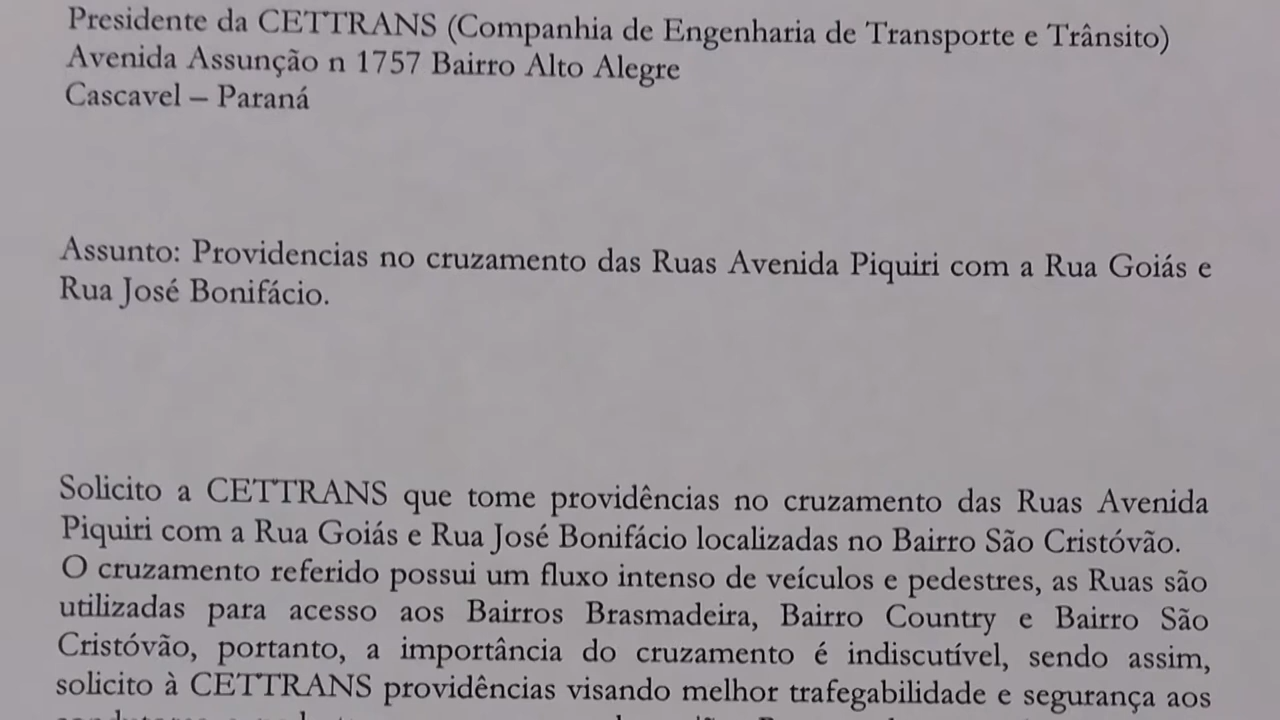 Presidente da CETTRANS (Companhia de Engenharia de Transporte e Trânsito)
Avenida Assunção n 1757 Bairro Alto Alegre
Cascavel – Paraná
Assunto: Providencias no cruzamento das Ruas Avenida Piquiri com a Rua Goiás e
Rua José Bonifácio.
Solicito a CETTRANS que tome providências no cruzamento das Ruas Avenida
Piquiri com a Rua Goiás e Rua José Bonifácio localizadas no Bairro São Cristóvão.
O cruzamento referido possui um fluxo intenso de veículos e pedestres, as Ruas são
utilizadas para acesso aos Bairros Brasmadeira, Bairro Country e Bairro São
Cristóvão, portanto, a importância do cruzamento é indiscutível, sendo assim,
solicito à CETTRANS providências visando melhor trafegabilidade e segurança aos